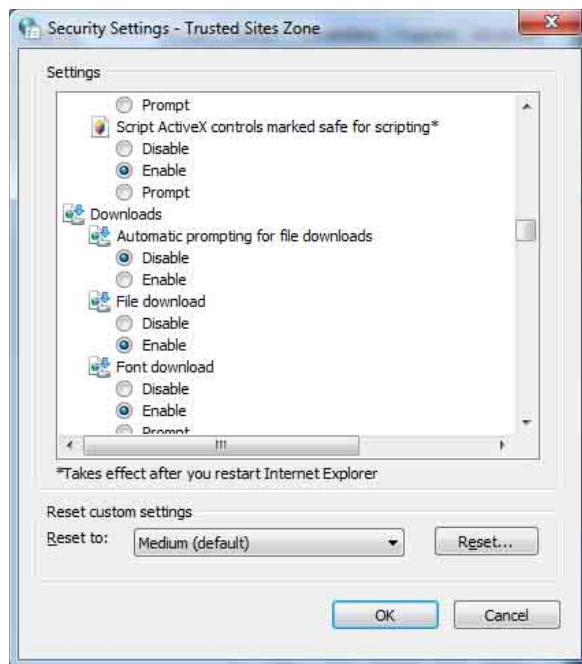 Security Settings - Trusted Sites Zone
Settings
Prompt
Script ActiveX controls marked safe for scripting*
Disable
Enable
Prompt
Downloads
Automatic prompting for file downloads
Disable
Enable
File download
Disable
Enable
Font download
Disable
Enable
Prompt
*Takes effect after you restart Internet Explorer
Reset custom settings
Reset to: Medium (default) Reset...
OK Cancel